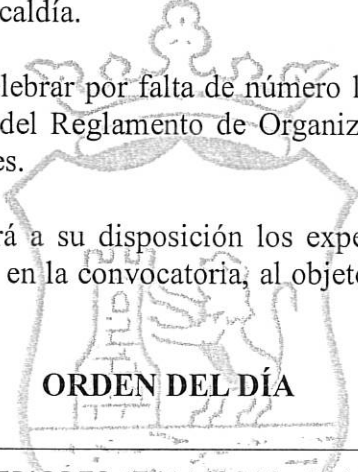 caldía.
lebrar por falta de número l
del Reglamento de Organiz
es.
rá a su disposición los expe
en la convocatoria, al objeto
ORDEN DEL DÍA